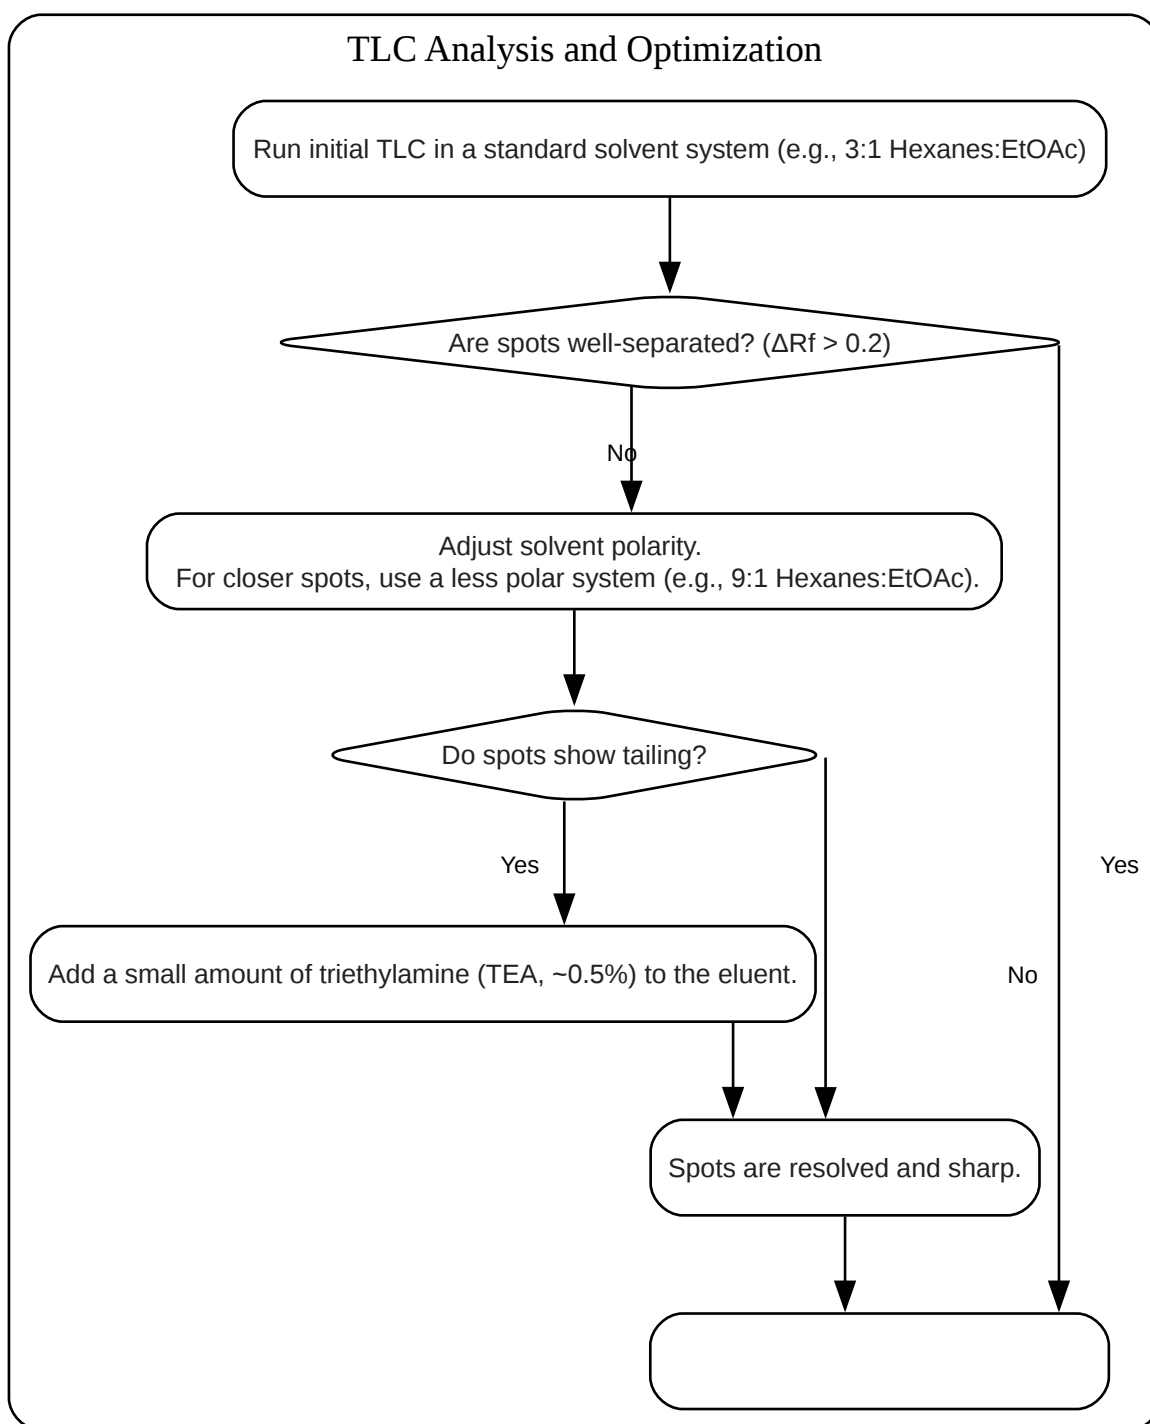 TLC Analysis and Optimization
Run initial TLC in a standard solvent system (e.g., 3:1 Hexanes:EtOAc)
Are spots well-separated? (ΔRf > 0.2)
No
Adjust solvent polarity.
For closer spots, use a less polar system (e.g., 9:1 Hexanes:EtOAc).
Do spots show tailing?
Yes
Yes
Add a small amount of triethylamine (TEA, ~0.5%) to the eluent.
No
Spots are resolved and sharp.